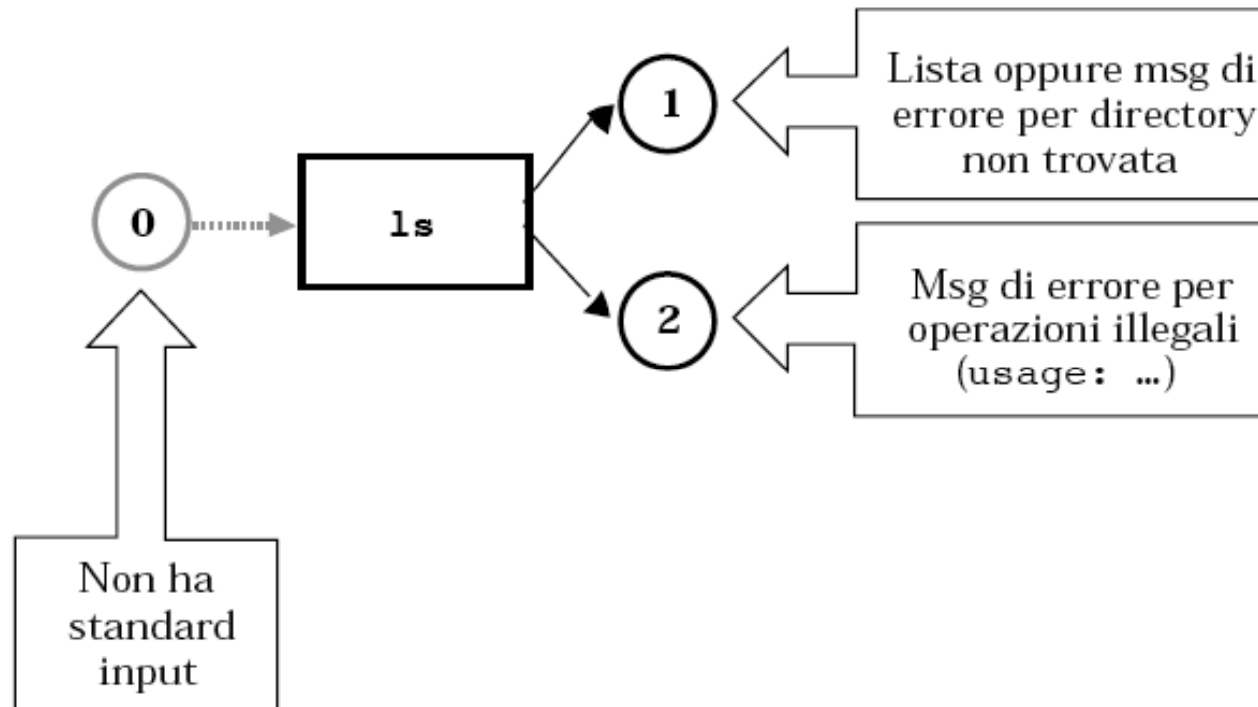 1
Lista oppure msg di
errore per directory
non trovata
0
ls
2
Msg di errore per
operazioni illegali
(usage: …)
Non ha
standard
input